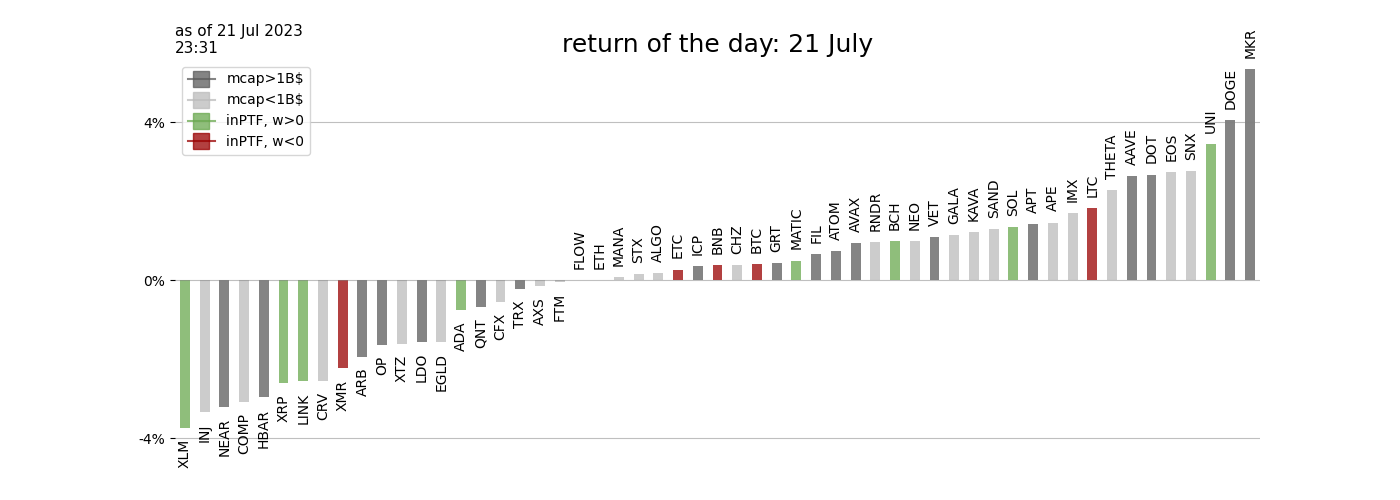 as of 21 Jul 2023
23:31
return of the day: 21 July
mcap>1B$
mcap<1B$
inPTF, w>0
inPTF, w<0
4%
0%
-4%
XLM
INJ
NEAR
COMP
HBAR
XRP
LINK
CRV
XMR
ARB
OP
XTZ
LDO
EGLD
ADA
QNT
CFX
TRX
AXS
FTM
FLOW
ETH
MANA
STX
ALGO
ETC
ICP
BNB
CHZ
BTC
GRT
MATIC
FIL
ATOM
AVAX
RNDR
BCH
NEO
VET
GALA
KAVA
SAND
SOL
APT
APE
IMX
LTC
THETA
AAVE
DOT
EOS
SNX
UNI
DOGE
MKR